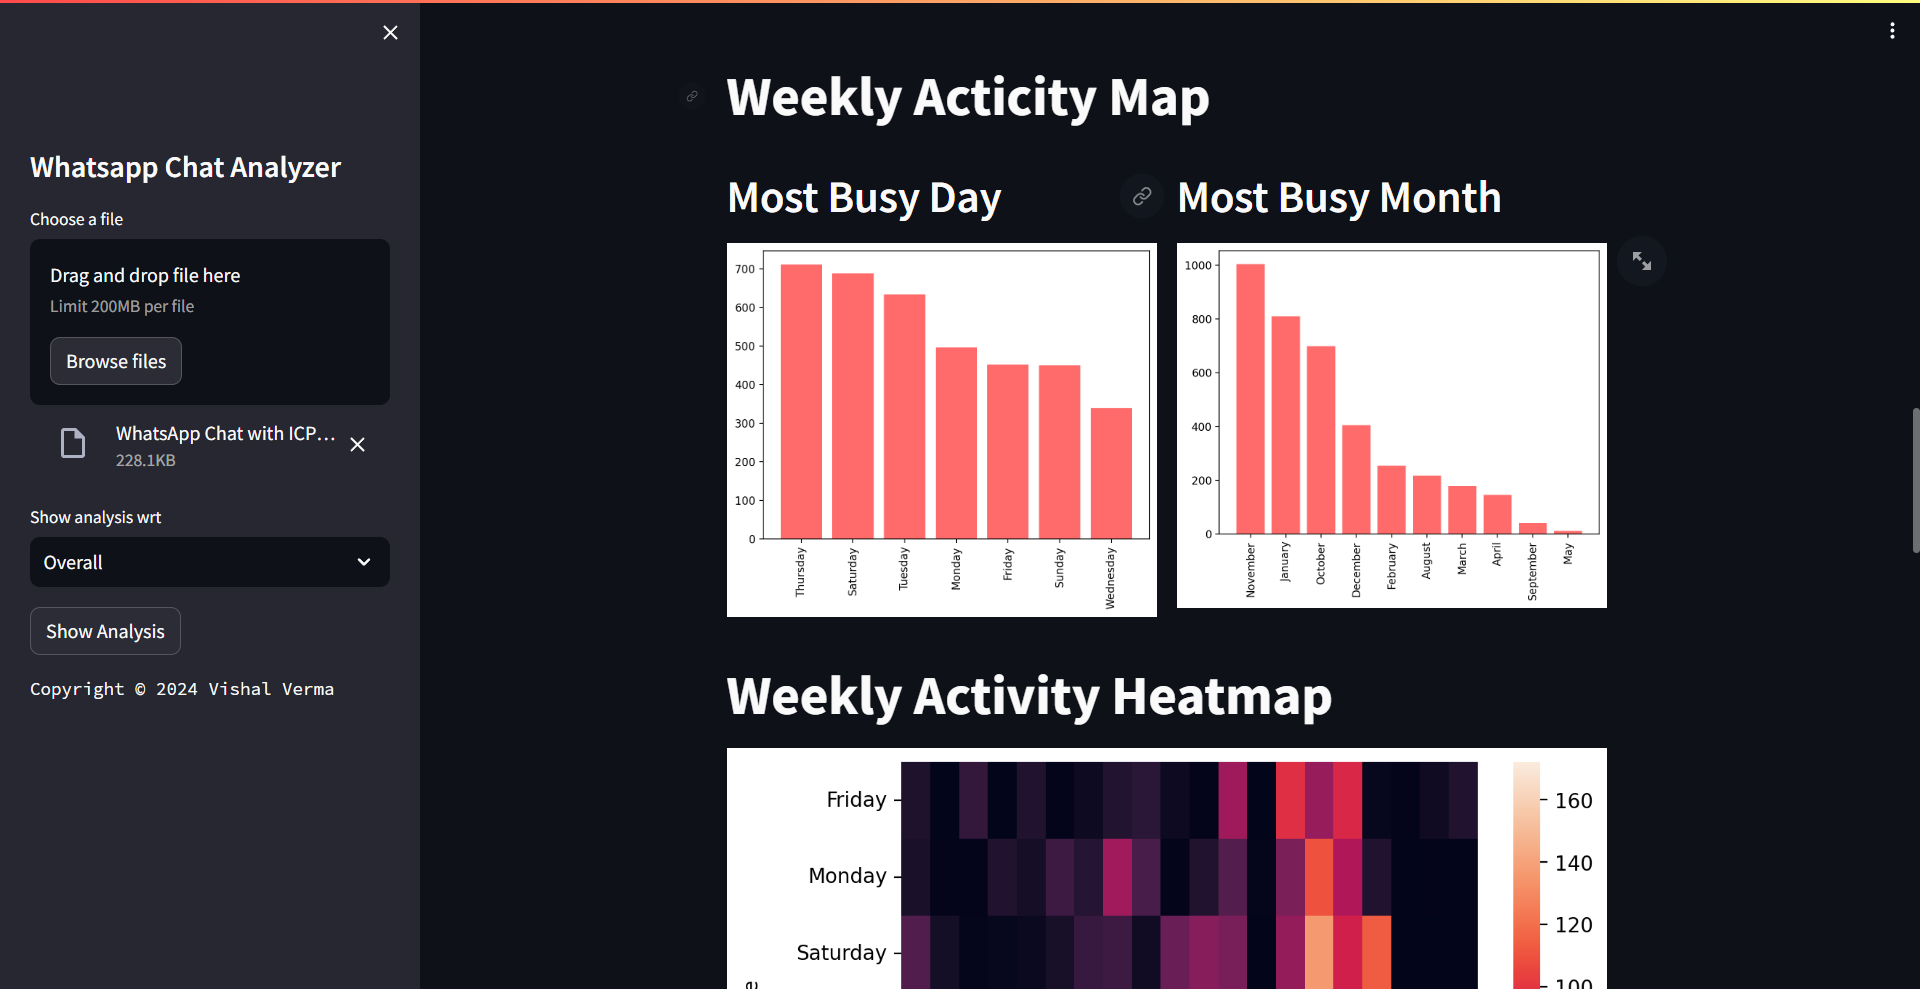 Whatsapp Chat Analyzer
Choose a file
Drag and drop file here
Limit 200MB per file
Browse files
WhatsApp Chat with ICP...
228.1KB
Show analysis wrt
Overall
Show Analysis
Copyright © 2024 Vishal Verma
Weekly Acticity Map
Most Busy Day
700
600
500
400
300
200
100
0
Thursday
Saturday
Tuesday
Monday
Friday
Sunday
Wednesday
Most Busy Month
1000
800
600
400
200
0
November
January
October
December
February
August
March
April
September
May
Weekly Activity Heatmap
Friday
Monday
Saturday
160
140
120
100